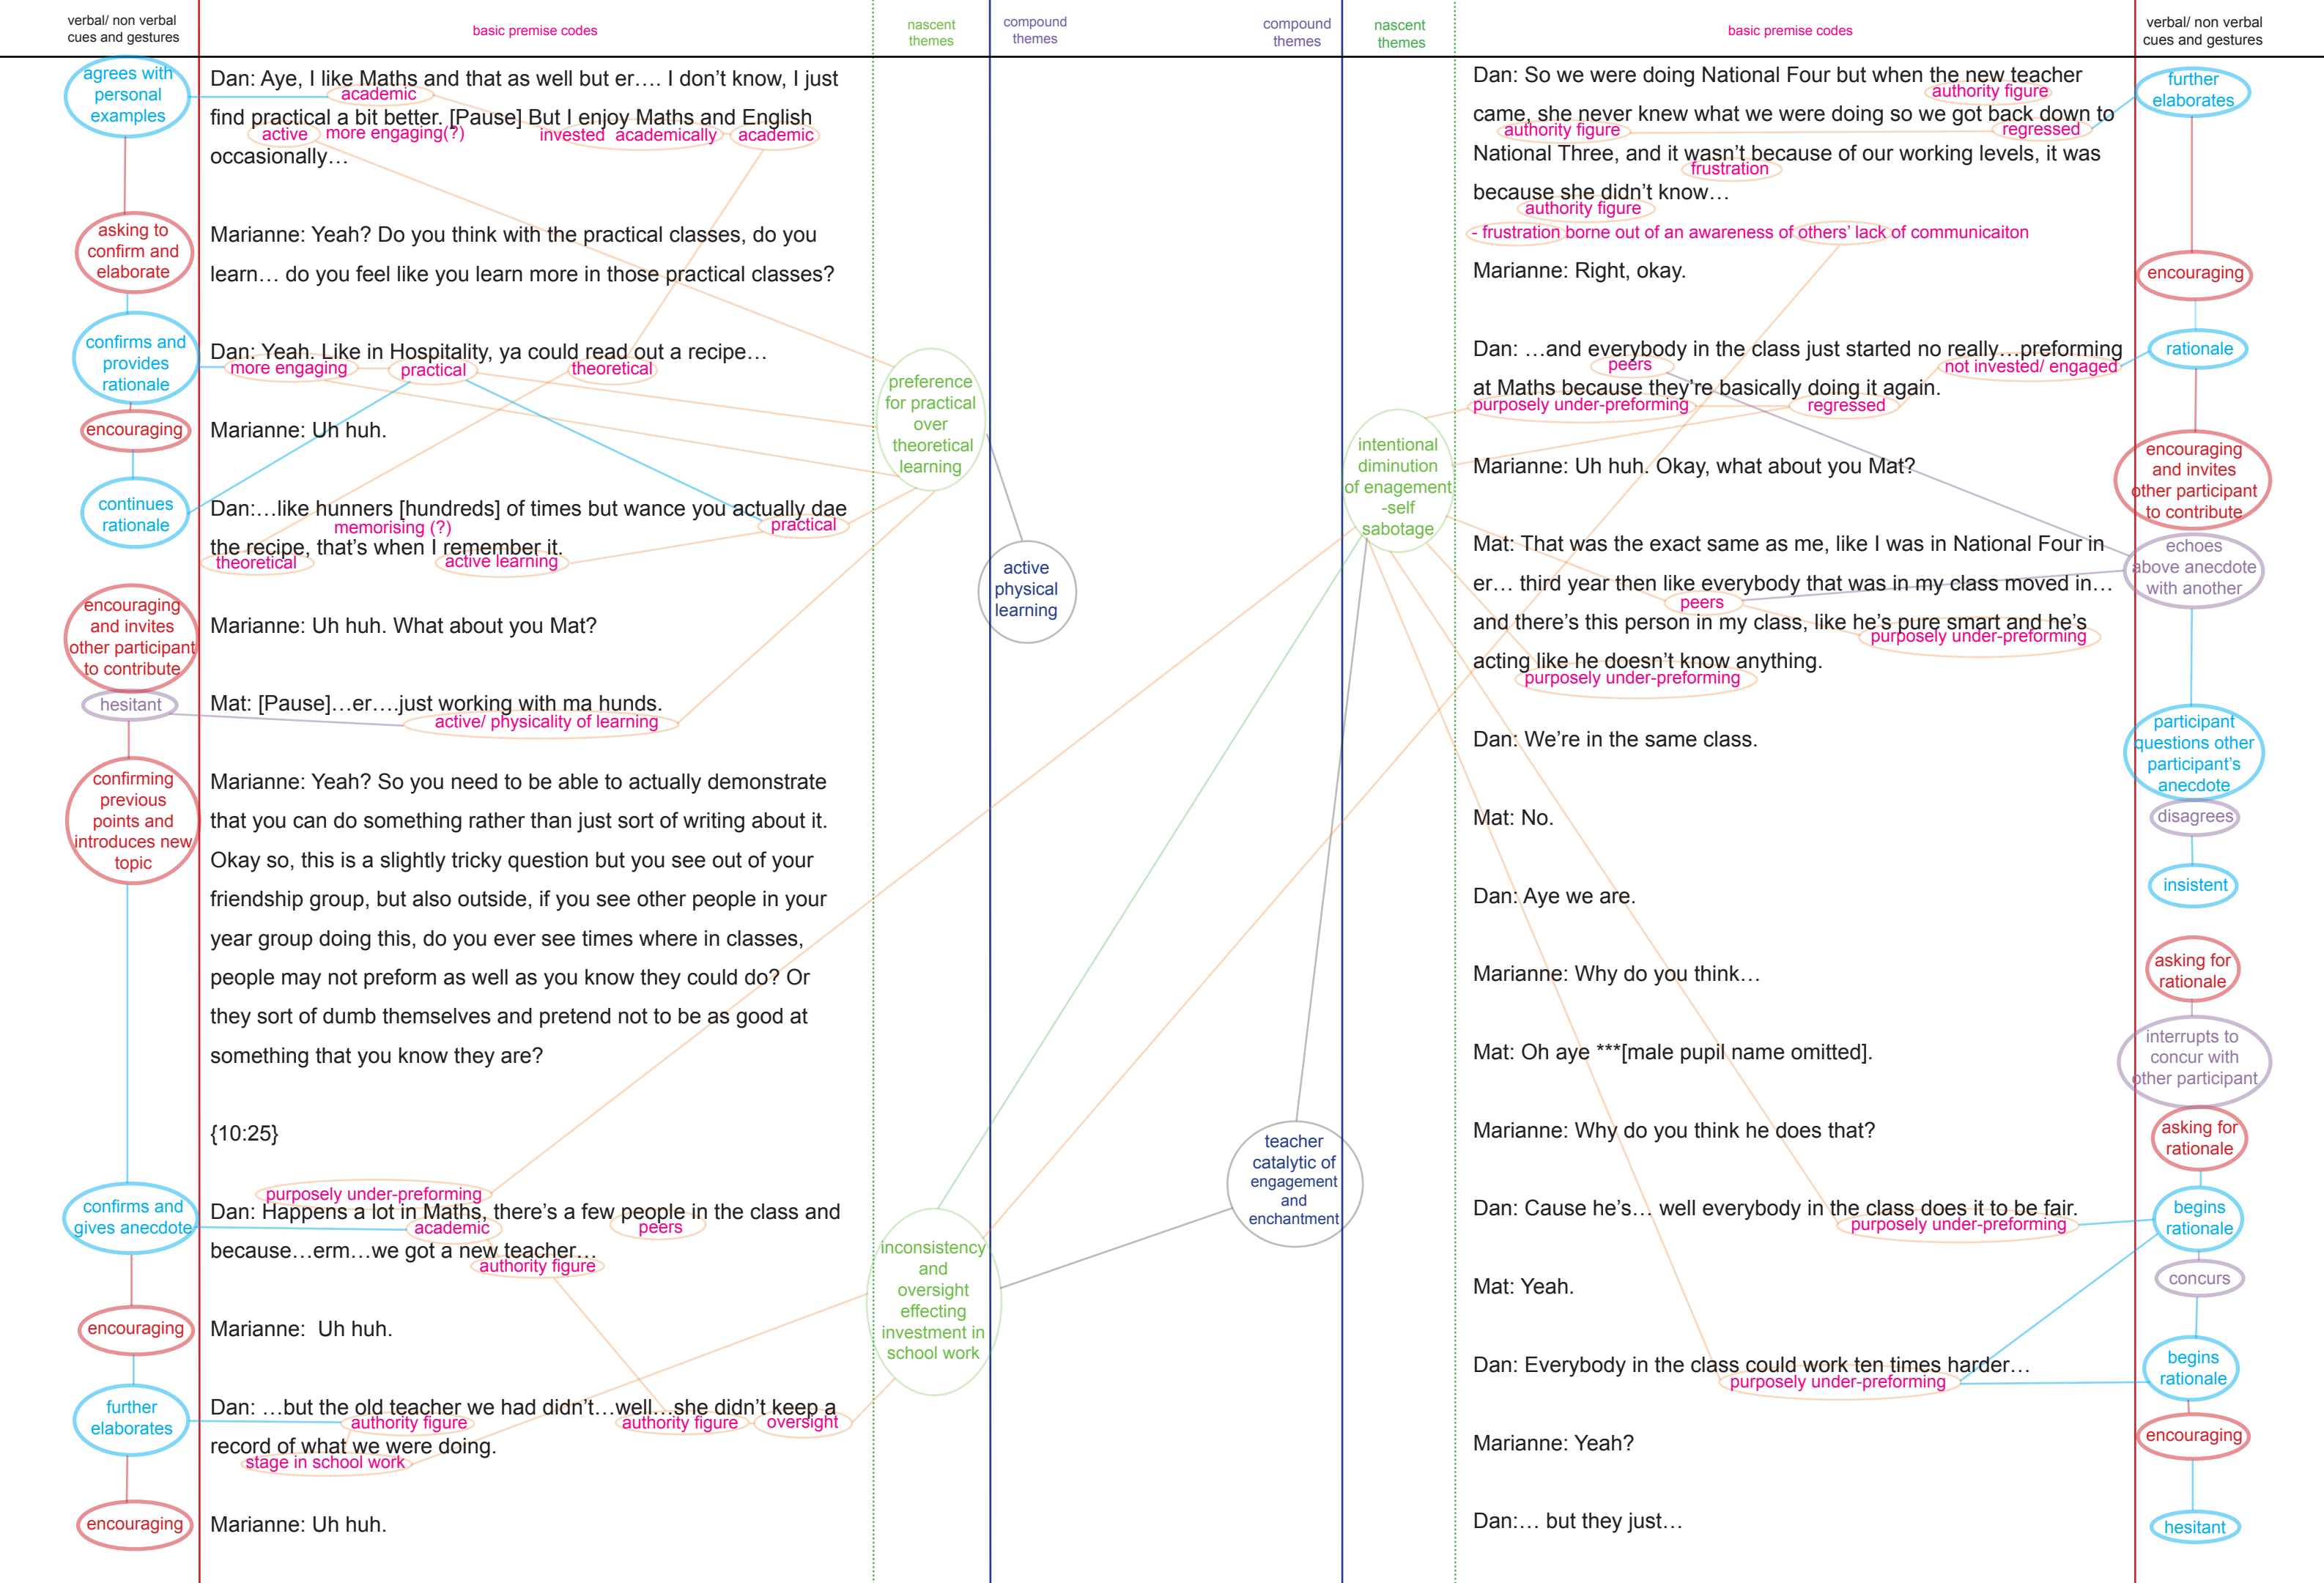 verbal/ non verbal
cues and gestures
basic premise codes
nascent
themes
compound
themes
agrees with
personal
examples
Dan: Aye, I like Maths and that as well but er…. I don’t know, I just
academic
find practical a bit better. [Pause] But I enjoy Maths and English
active
more engaging(?)
invested academically
academic
occasionally…
asking to
confirm and
elaborate
Marianne: Yeah? Do you think with the practical classes, do you
learn… do you feel like you learn more in those practical classes?
confirms and
provides
rationale
Dan: Yeah. Like in Hospitality, ya could read out a recipe…
more engaging
practical
theoretical
encouraging
Marianne: Uh huh.
continues
rationale
Dan:…like hunners [hundreds] of times but wance you actually dae
memorising (?)
practical
the recipe, that’s when I remember it.
theoretical
active learning
encouraging
and invites
other participant
to contribute
Marianne: Uh huh. What about you Mat?
hesitant
Mat: [Pause]…er….just working with ma hunds.
active/ physicality of learning
confirming
previous
points and
introduces new
topic
Marianne: Yeah? So you need to be able to actually demonstrate
that you can do something rather than just sort of writing about it.
Okay so, this is a slightly tricky question but you see out of your
friendship group, but also outside, if you see other people in your
year group doing this, do you ever see times where in classes,
people may not preform as well as you know they could do? Or
they sort of dumb themselves and pretend not to be as good at
something that you know they are?
{10:25}
confirms and
gives anecdote
purposely under-preforming
Dan: Happens a lot in Maths, there’s a few people in the class and
academic
peers
because…erm…we got a new teacher…
authority figure
encouraging
Marianne:  Uh huh.
further
elaborates
Dan: …but the old teacher we had didn’t…well…she didn’t keep a
authority figure
authority figure
oversight
record of what we were doing.
stage in school work
encouraging
Marianne: Uh huh.
preference
for practical
over
theoretical
learning
active
physical
learning
inconsistency
and
oversight
effecting
investment in
school work
compound
themes
nascent
themes
basic premise codes
verbal/ non verbal
cues and gestures
teacher
catalytic of
engagement
and
enchantment
intentional
diminution
of enagement
-self
sabotage
Dan: So we were doing National Four but when the new teacher
authority figure
further
elaborates
came, she never knew what we were doing so we got back down to
authority figure
regressed
National Three, and it wasn’t because of our working levels, it was
frustration
because she didn’t know…
authority figure
- frustration borne out of an awareness of others’ lack of communicaiton
Marianne: Right, okay.
encouraging
Dan: …and everybody in the class just started no really…preforming
peers
not invested/ engaged
rationale
at Maths because they’re basically doing it again.
purposely under-preforming
regressed
Marianne: Uh huh. Okay, what about you Mat?
encouraging
and invites
other participant
to contribute
Mat: That was the exact same as me, like I was in National Four in
echoes
above anecdote
with another
er… third year then like everybody that was in my class moved in…
peers
and there’s this person in my class, like he’s pure smart and he’s
purposely under-preforming
acting like he doesn’t know anything.
purposely under-preforming
Dan: We’re in the same class.
participant
questions other
participant’s
anecdote
Mat: No.
disagrees
Dan: Aye we are.
insistent
Marianne: Why do you think…
asking for
rationale
Mat: Oh aye ***[male pupil name omitted].
interrupts to
concur with
other participant
Marianne: Why do you think he does that?
asking for
rationale
Dan: Cause he’s… well everybody in the class does it to be fair.
purposely under-preforming
begins
rationale
Mat: Yeah.
concurs
Dan: Everybody in the class could work ten times harder…
purposely under-preforming
begins
rationale
Marianne: Yeah?
encouraging
Dan:… but they just…
hesitant